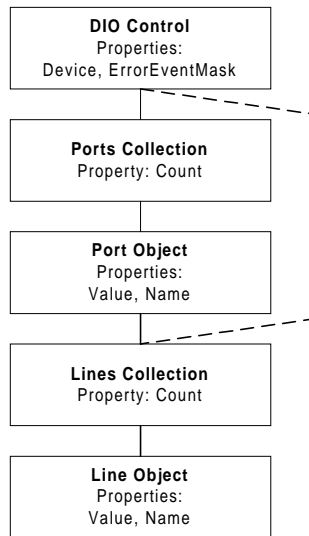 DIO Control
Properties:
Device, ErrorEventMask
Ports Collection
Property: Count
Port Object
Properties:
Value, Name
Lines Collection
Property: Count
Line Object
Properties:
Value, Name